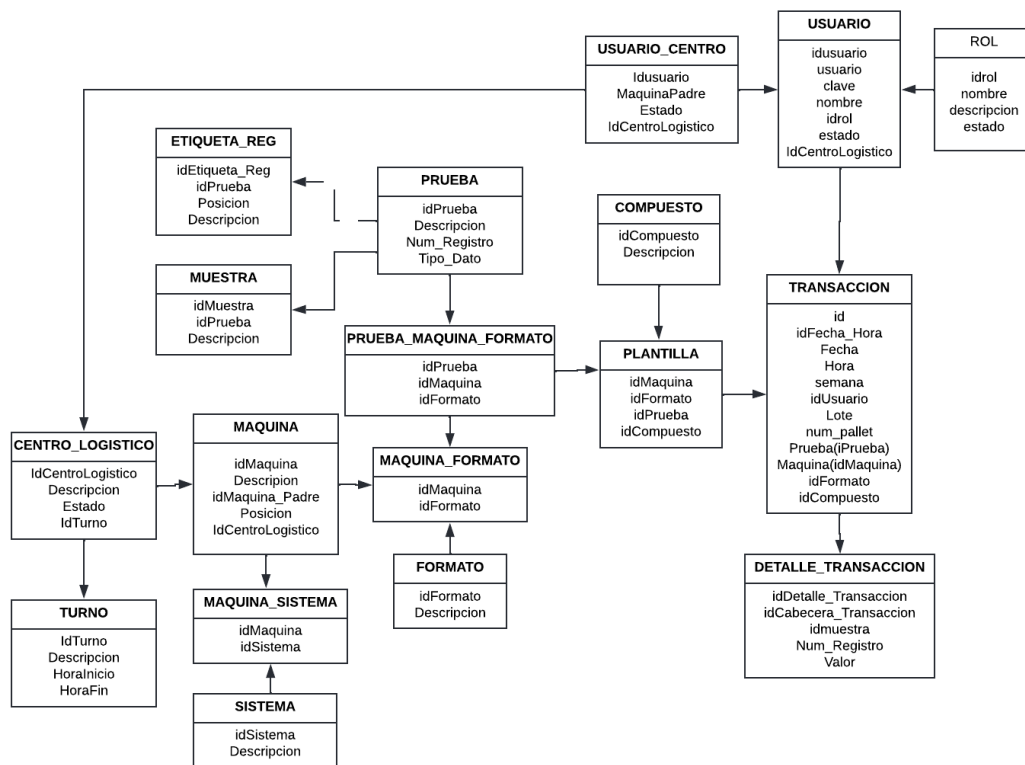 USUARIO
idusuario
usuario
clave
nombre
idrol
estado
IdCentroLogistico
ROL
idrol
nombre
descripcion
estado
USUARIO_CENTRO
Idusuario
MaquinaPadre
Estado
IdCentroLogistico
ETIQUETA_REG
idEtiqueta_Reg
idPrueba
Posicion
Descripcion
PRUEBA
idPrueba
Descripcion
Num_Registro
Tipo_Dato
COMPUESTO
idCompuesto
Descripcion
MUESTRA
idMuestra
idPrueba
Descripcion
TRANSACCION
id
idFecha_Hora
Fecha
Hora
semana
idUsuario
Lote
num_pallet
Prueba(iPrueba)
Maquina(idMaquina)
idFormato
idCompuesto
PRUEBA_MAQUINA_FORMATO
idPrueba
idMaquina
idFormato
PLANTILLA
idMaquina
idFormato
idPrueba
idCompuesto
CENTRO_LOGISTICO
IdCentroLogistico
Descripcion
Estado
IdTurno
MAQUINA
idMaquina
Descripion
idMaquina_Padre
Posicion
IdCentroLogistico
MAQUINA_FORMATO
idMaquina
idFormato
FORMATO
idFormato
Descripcion
DETALLE_TRANSACCION
idDetalle_Transaccion
idCabecera_Transaccion
idmuestra
Num_Registro
Valor
TURNO
IdTurno
Descripcion
HoraInicio
HoraFin
MAQUINA_SISTEMA
idMaquina
idSistema
SISTEMA
idSistema
Descripcion